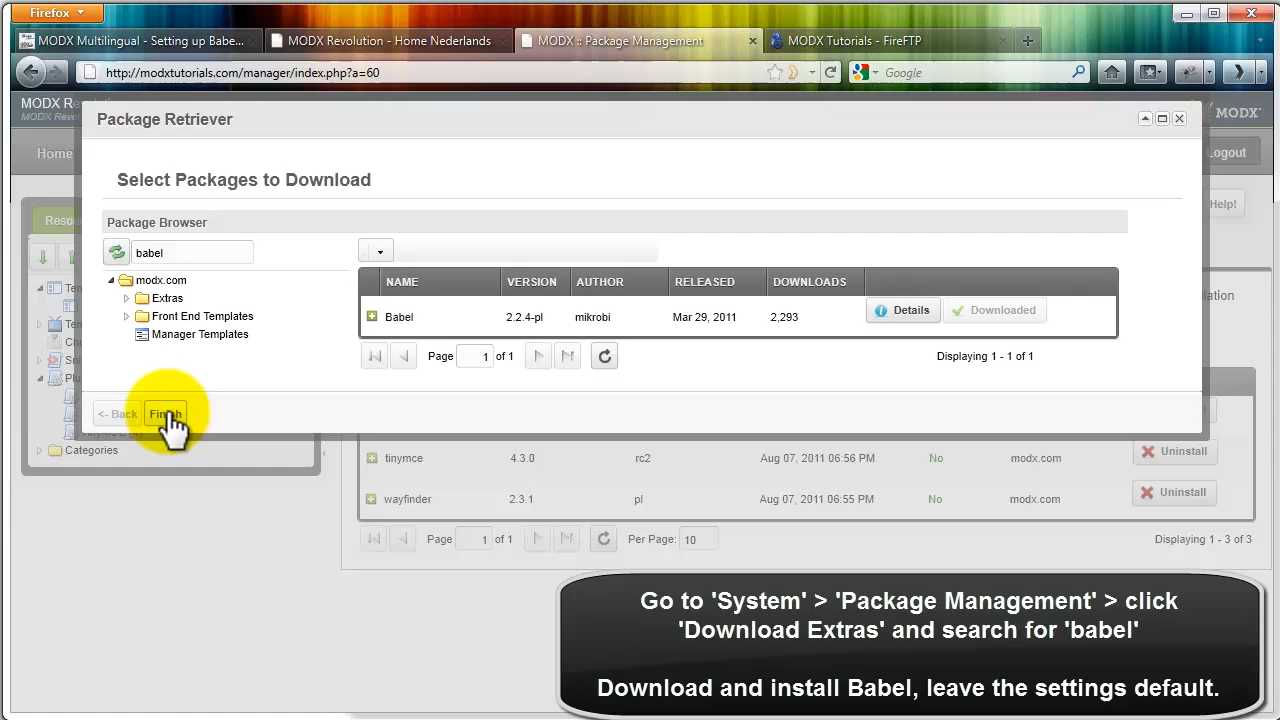 Firefox
MODX Multilingual - Setting up Babe...
MODX Revolution - Home Nederlands
MODX :: Package Management
MODX Tutorials - FireFTP
http://modxtutorials.com/manager/index.php?a=60
Google
MODX Re
MODX Revo
MODX
Package Retriever
Home
Logout
Select Packages to Download
Help!
Package Browser
Resou
babel
modx.com
NAME VERSION AUTHOR RELEASED DOWNLOADS
Extras
Babel 2.2.4-pl mikrobi Mar 29, 2011 2,293 Details Downloaded
Front End Templates
Manager Templates
Page 1 of 1
Displaying 1 - 1 of 1
<- Back Finish
Categories
tinymce 4.3.0 rc2 Aug 07, 2011 06:56 PM No modx.com Uninstall
wayfinder 2.3.1 pl Aug 07, 2011 06:55 PM No modx.com Uninstall
Page 1 of 1 Per Page: 10 Displaying 1 - 3 of 3
Go to 'System' > 'Package Management' > click
'Download Extras' and search for 'babel'
Download and install Babel, leave the settings default.